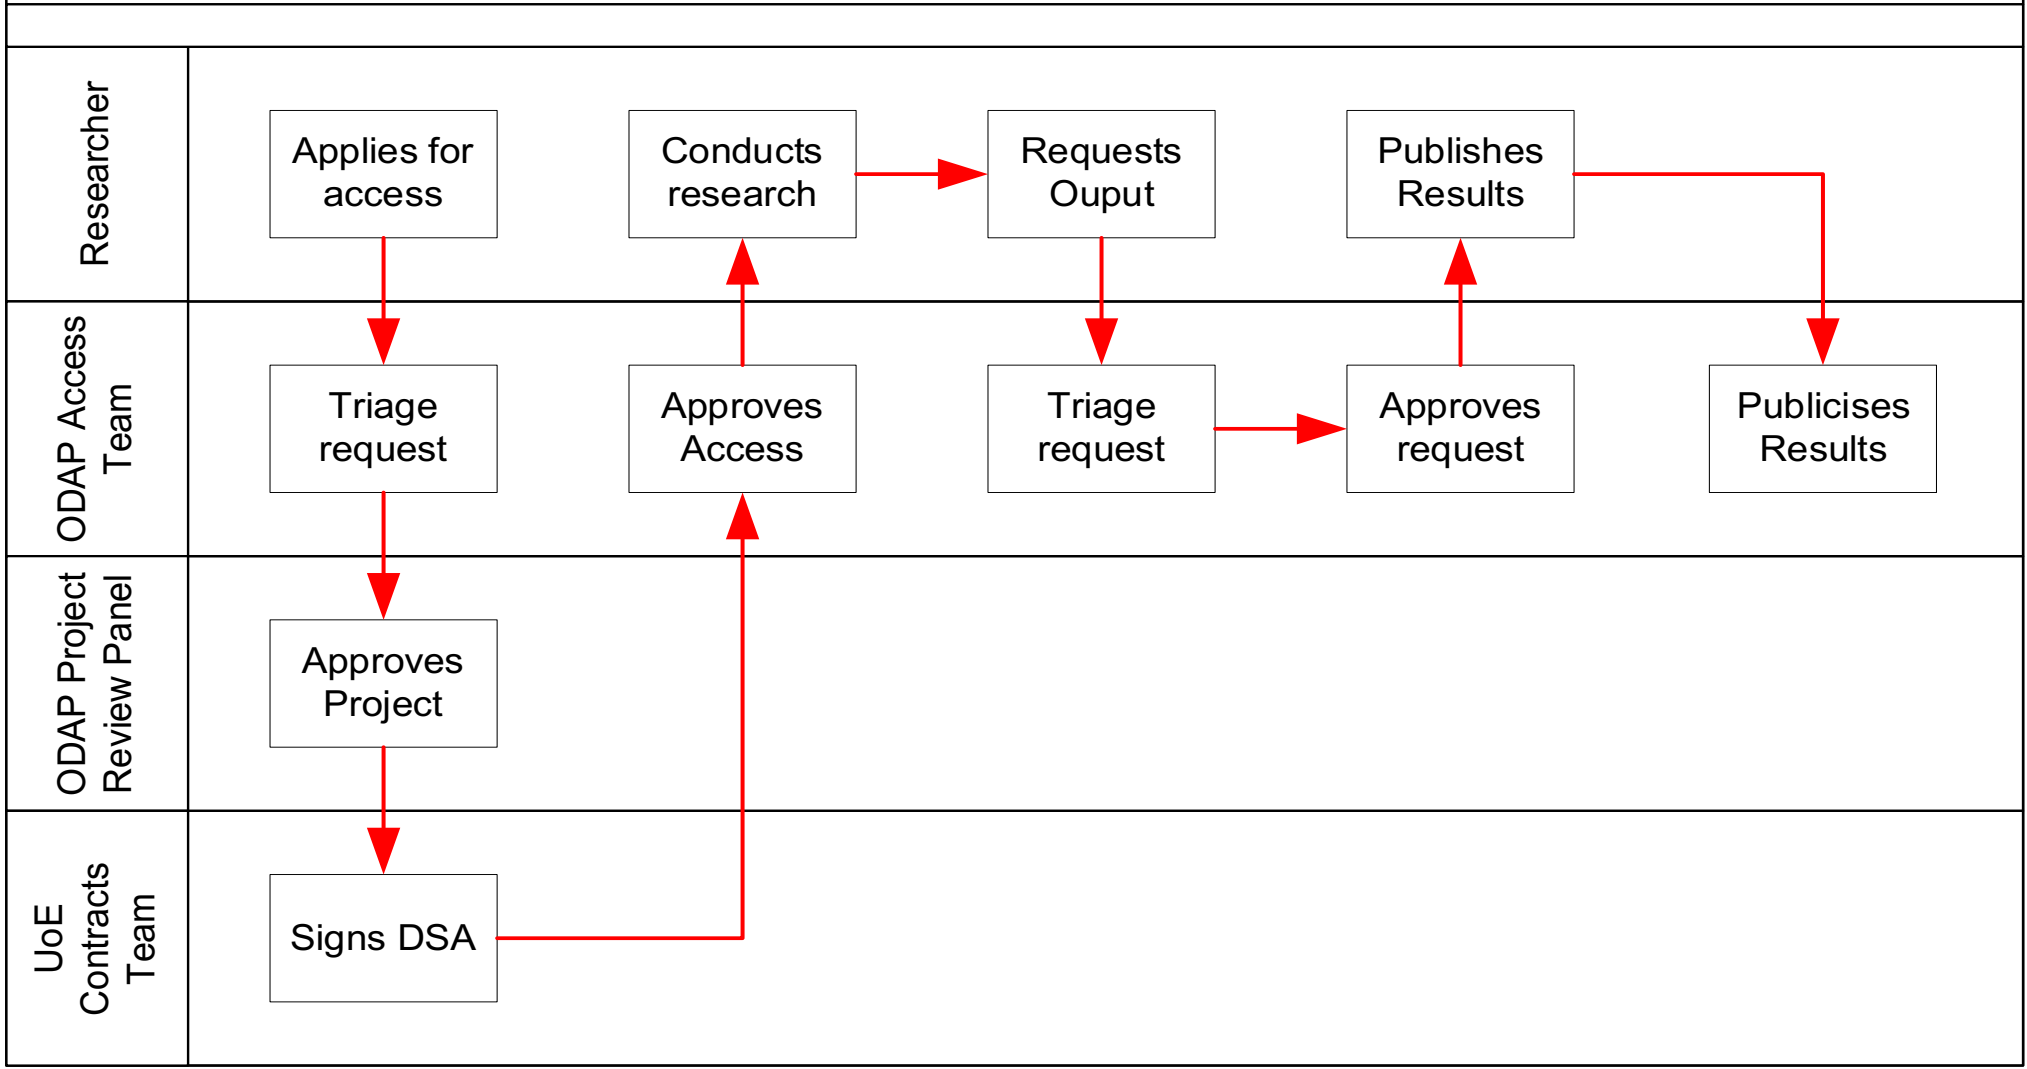 Researcher
Applies for
access
Conducts
research
Requests
Ouput
Publishes
Results
ODAP Access
Team
Triage
request
Approves
Access
Triage
request
Approves
request
Publicises
Results
ODAP Project
Review Panel
Approves
Project
UoE
Contracts
Team
Signs DSA